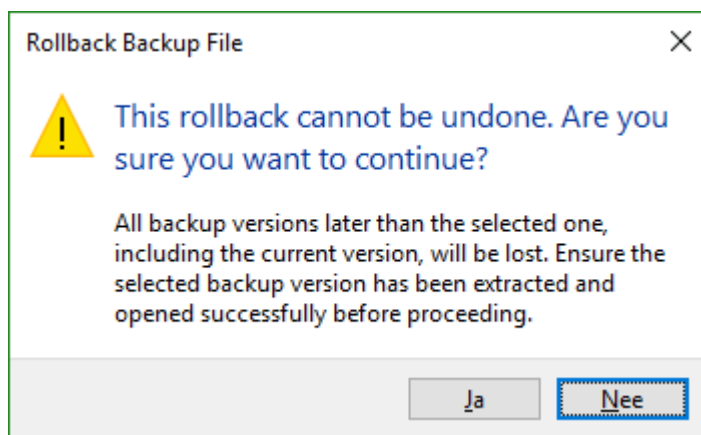 Rollback Backup File
This rollback cannot be undone. Are you
sure you want to continue?
All backup versions later than the selected one,
including the current version, will be lost. Ensure the
selected backup version has been extracted and
opened successfully before proceeding.
Ja
Nee